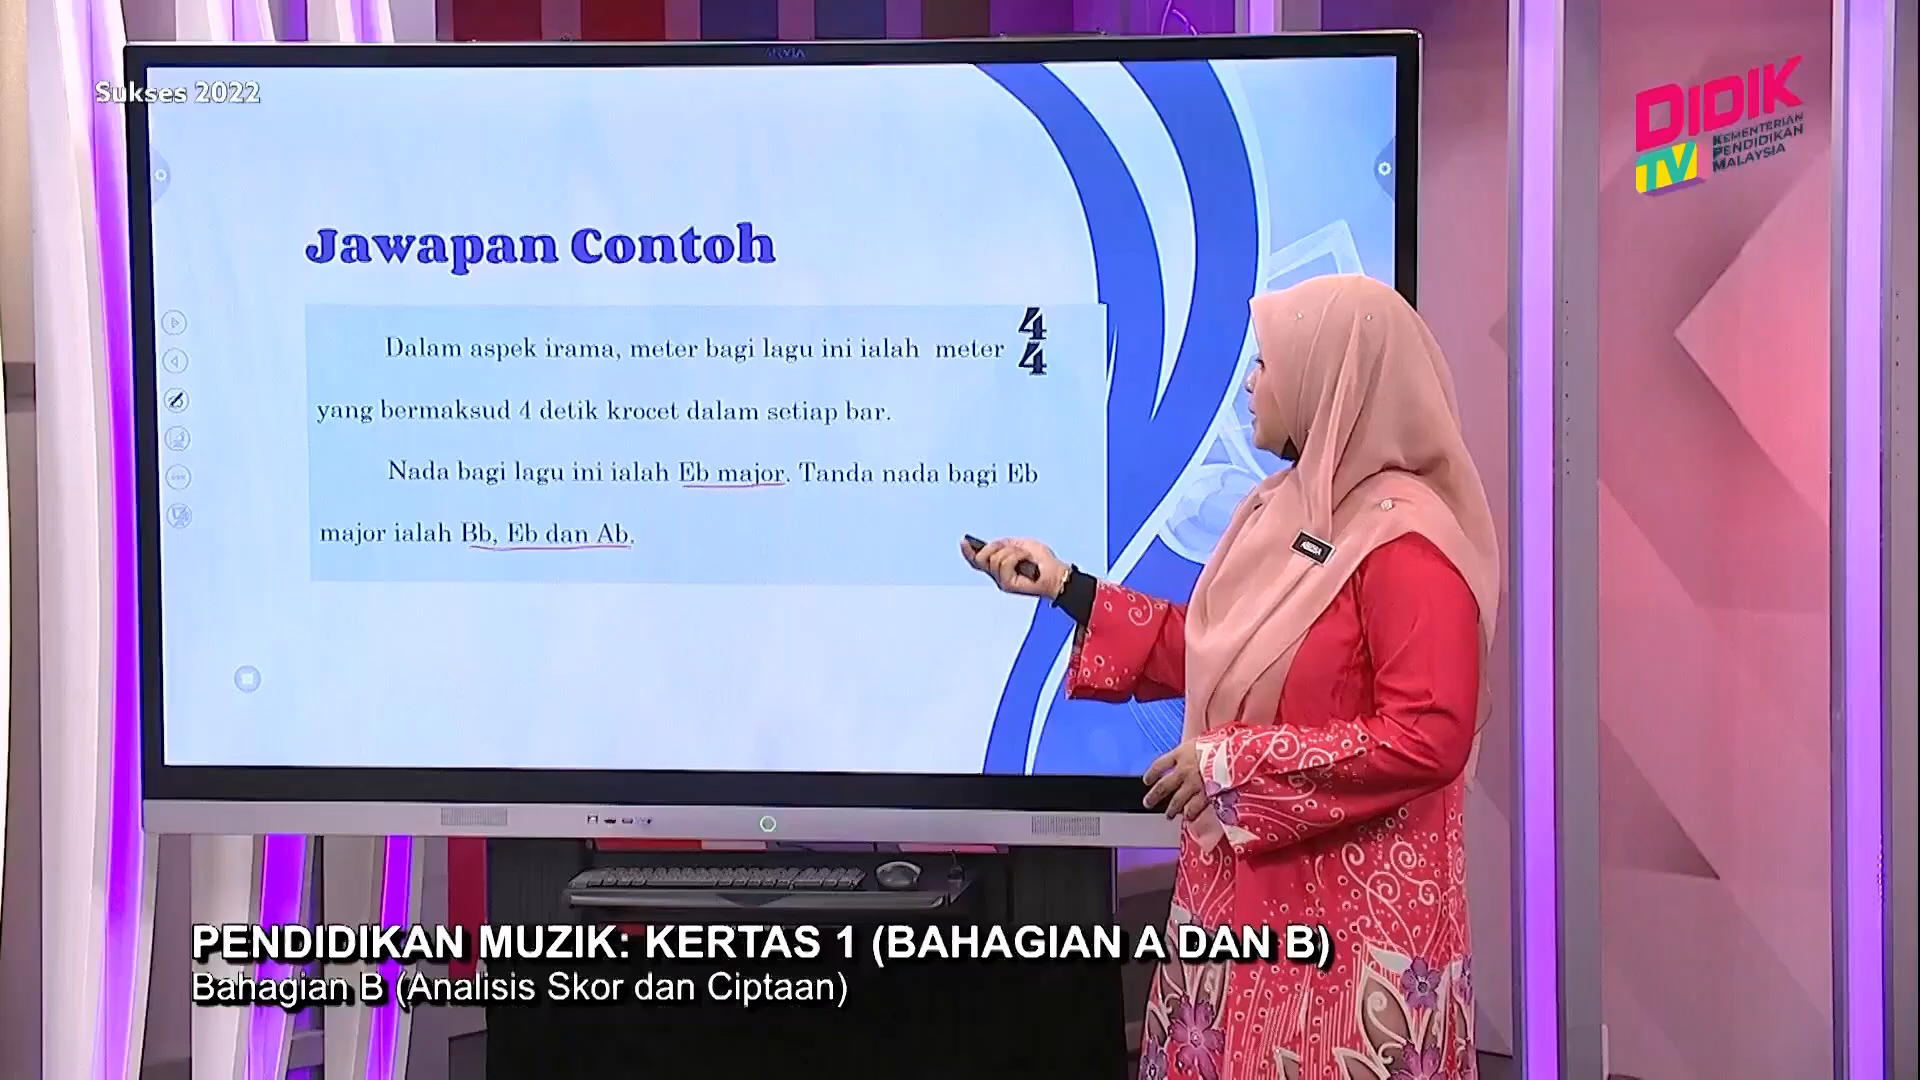 ARVIA
Sukses 2022
DIDIK
TV
KEMENTERIAN
PENDIDIKAN
MALAYSIA
Jawapan Contoh
Dalam aspek irama, meter bagi lagu ini ialah meter 4/4
yang bermaksud 4 detik krocet dalam setiap bar.
Nada bagi lagu ini ialah Eb major. Tanda nada bagi Eb
major ialah Bb, Eb dan Ab.
PENDIDIKAN MUZIK: KERTAS 1 (BAHAGIAN A DAN B)
Bahagian B (Analisis Skor dan Ciptaan)